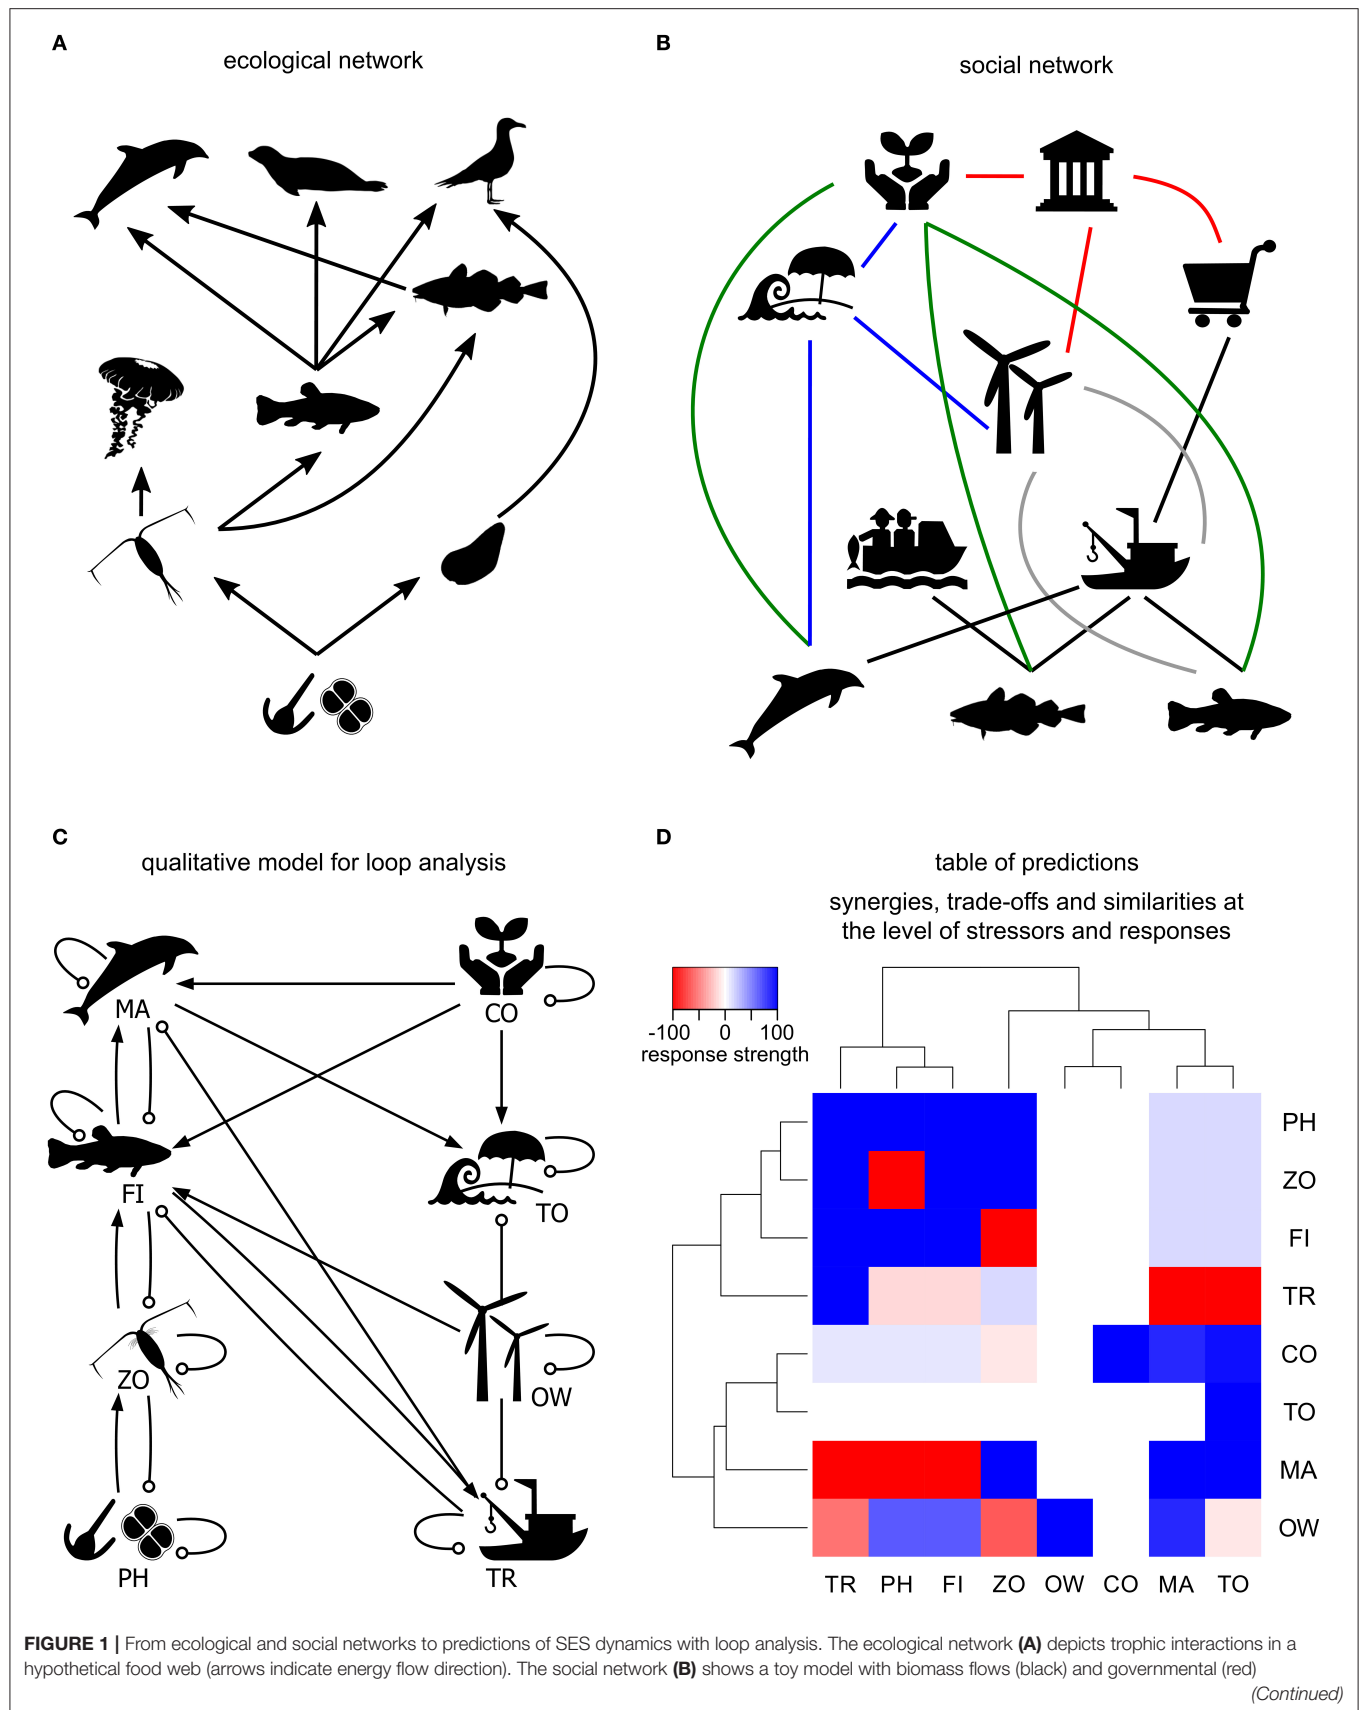 A
ecological network
B
social network
C
qualitative model for loop analysis
MA
CO
FI
TO
ZO
OW
PH
TR
D
table of predictions
synergies, trade-offs and similarities at
the level of stressors and responses
-100 0 100
response strength
PH
ZO
FI
TR
CO
TO
MA
OW
TR PH FI ZO OW CO MA TO
FIGURE 1 | From ecological and social networks to predictions of SES dynamics with loop analysis. The ecological network (A) depicts trophic interactions in a
hypothetical food web (arrows indicate energy flow direction). The social network (B) shows a toy model with biomass flows (black) and governmental (red)
(Continued)